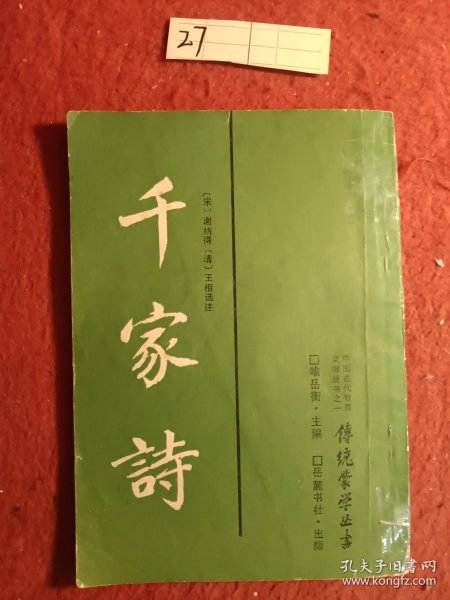 27
千家詩
〔宋〕谢枋得〔清〕王相选注
中国古代教育
文献丛书之一
傳统蒙学丛書
□喻岳衡·主编
□岳麓书社·出版
孔夫子旧书网
kongfz.com